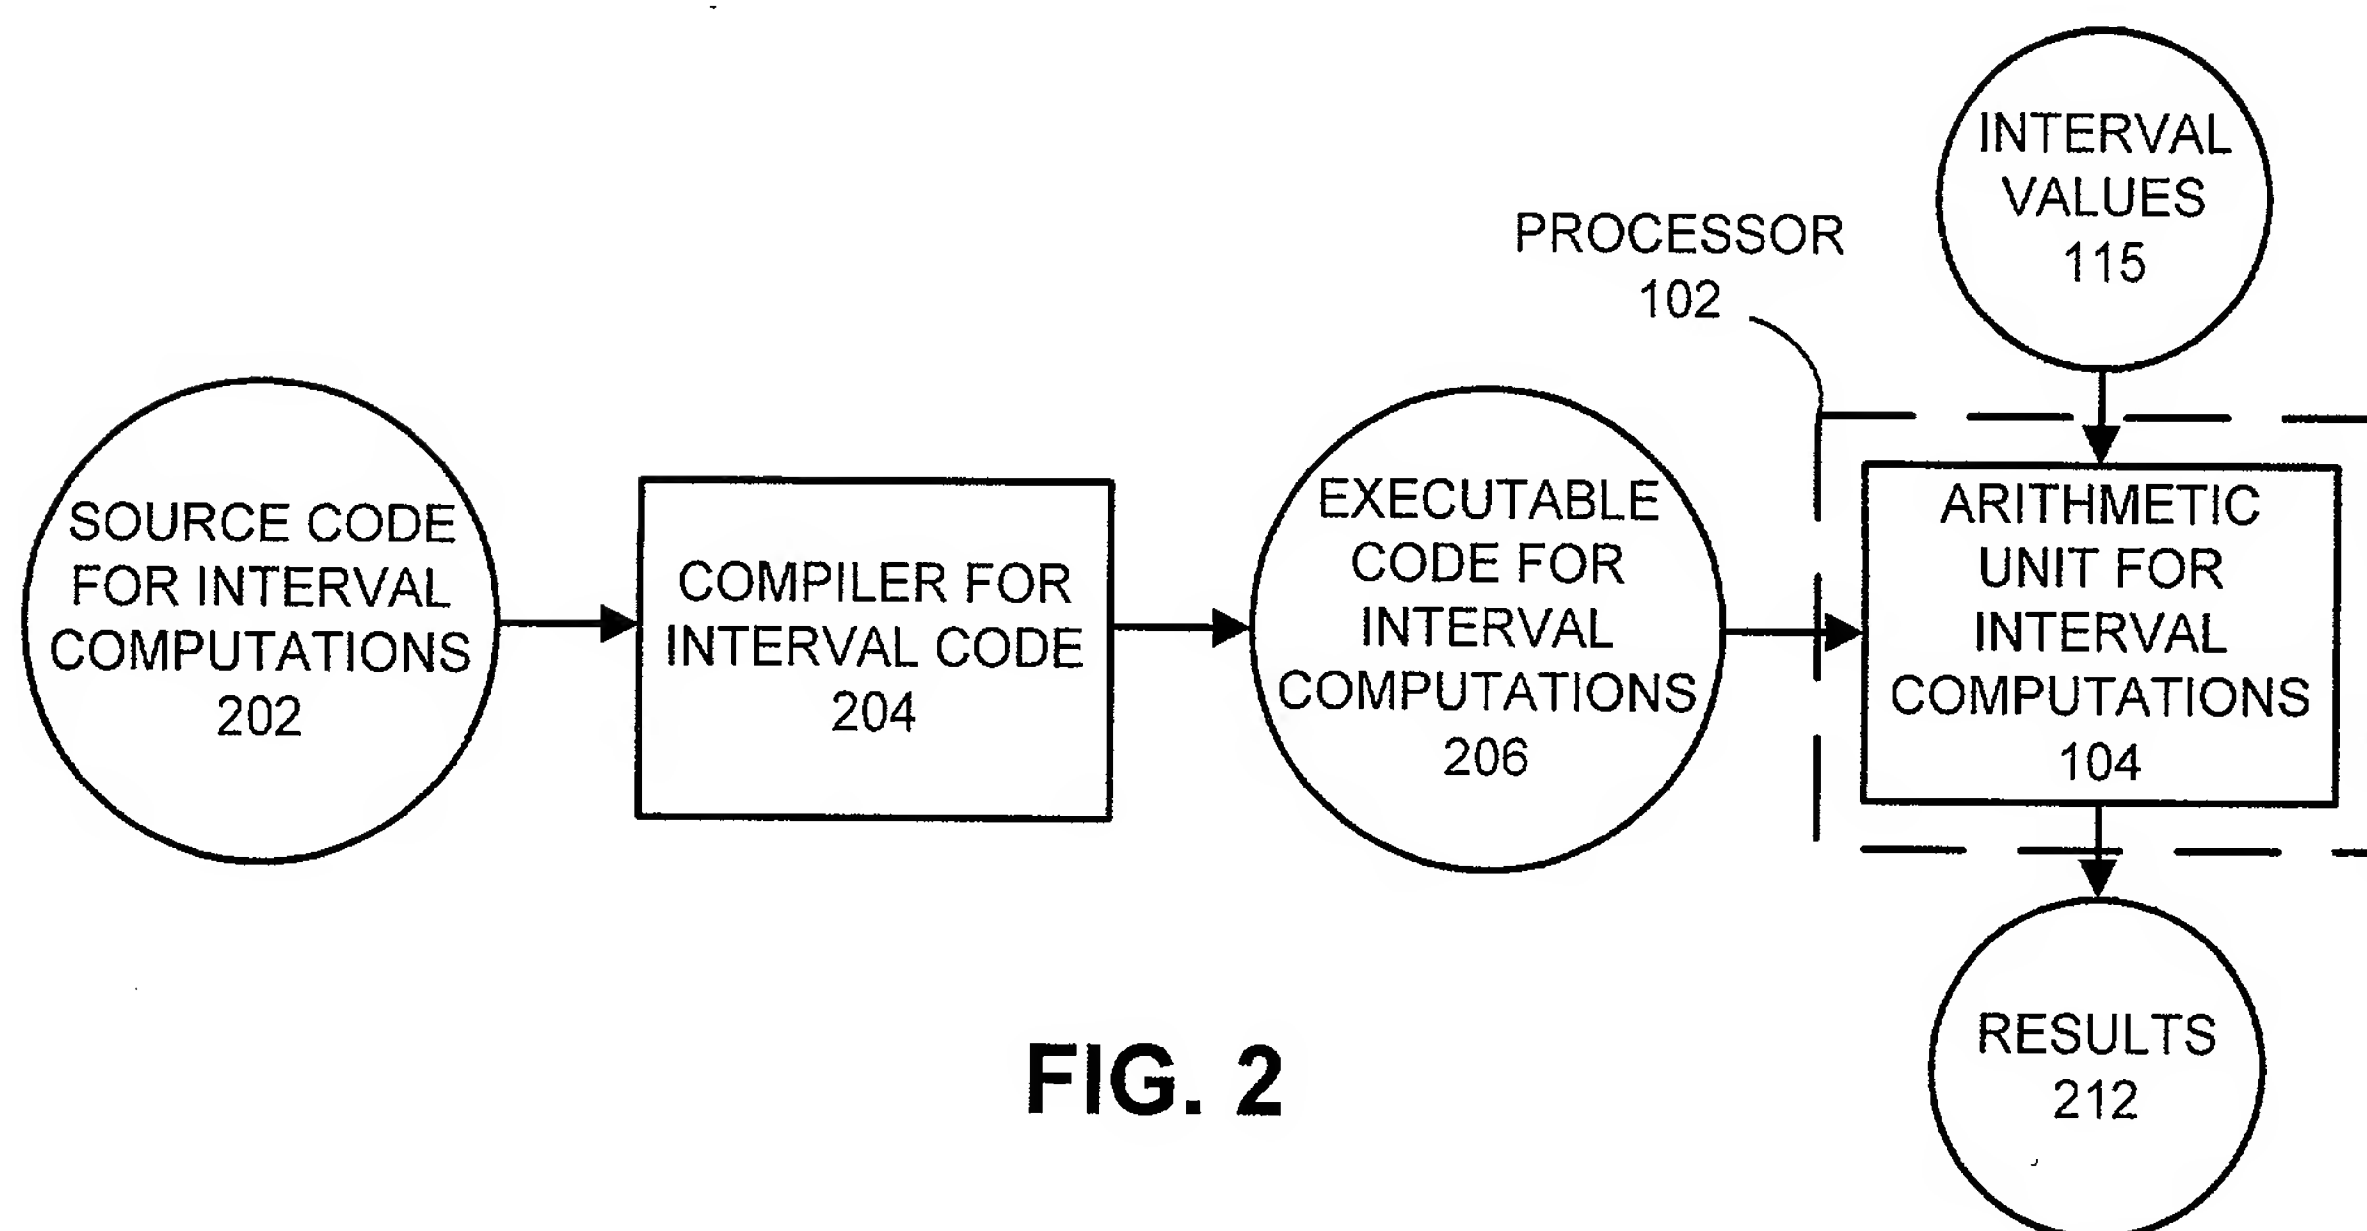 INTERVAL
VALUES
115
PROCESSOR
102
SOURCE CODE
FOR INTERVAL
COMPUTATIONS
202
COMPILER FOR
INTERVAL CODE
204
EXECUTABLE
CODE FOR
INTERVAL
COMPUTATIONS
206
ARITHMETIC
UNIT FOR
INTERVAL
COMPUTATIONS
104
RESULTS
212
FIG. 2